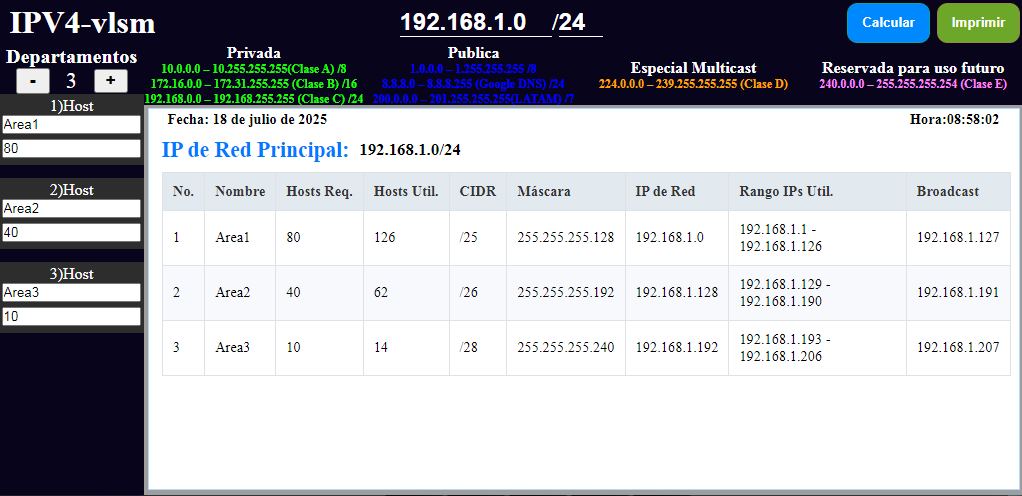 IPV4-vlsm
192.168.1.0 /24
Calcular
Imprimir
Departamentos
- 3 +
Privada
10.0.0.0 – 10.255.255.255(Clase A) /8
172.16.0.0 – 172.31.255.255 (Clase B) /16
192.168.0.0 – 172.168.255.255 (Clase C) /24
Publica
1.0.0.0 – 1.255.255.255 /8
8.8.8.0 – 8.8.8.255 (Google DNS) /24
200.0.0.0 – 201.255.255.255(LATAM) /7
Especial Multicast
224.0.0.0 – 239.255.255.255 (Clase D)
Reservada para uso futuro
240.0.0.0 – 255.255.255.254 (Clase E)
1)Host
Area1
80
2)Host
Area2
40
3)Host
Area3
10
Fecha: 18 de julio de 2025 Hora:08:58:02
IP de Red Principal: 192.168.1.0/24
No. Nombre Hosts Req. Hosts Util. CIDR Máscara IP de Red Rango IPs Util. Broadcast
1 Area1 80 126 /25 255.255.255.128 192.168.1.0 192.168.1.1 - 192.168.1.126 192.168.1.127
2 Area2 40 62 /26 255.255.255.192 192.168.1.128 192.168.1.129 - 192.168.1.190 192.168.1.191
3 Area3 10 14 /28 255.255.255.240 192.168.1.192 192.168.1.193 - 192.168.1.206 192.168.1.207